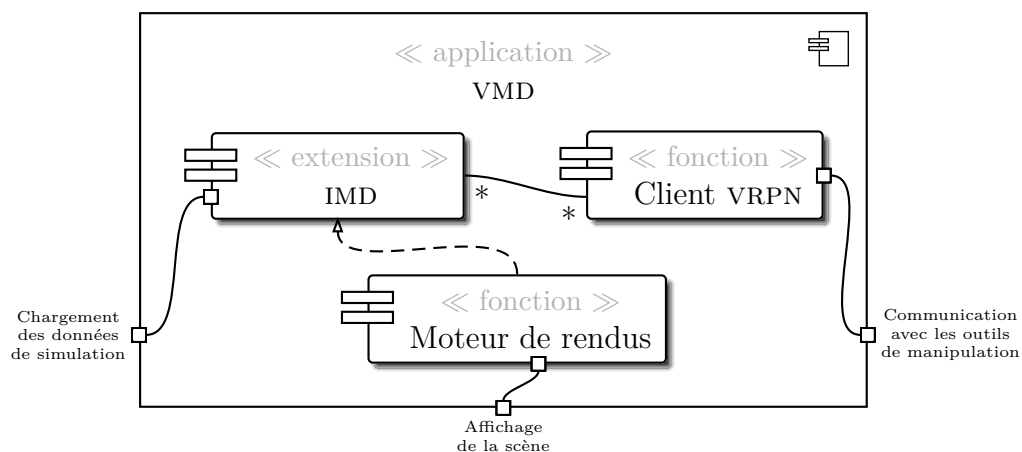 ≪ application ≫
VMD
≪ extension ≫
IMD
*
≪ fonction ≫
Client VRPN
*
≪ fonction ≫
Moteur de rendus
Chargement
des données
de simulation
Communication
avec les outils
de manipulation
Affichage
de la scène